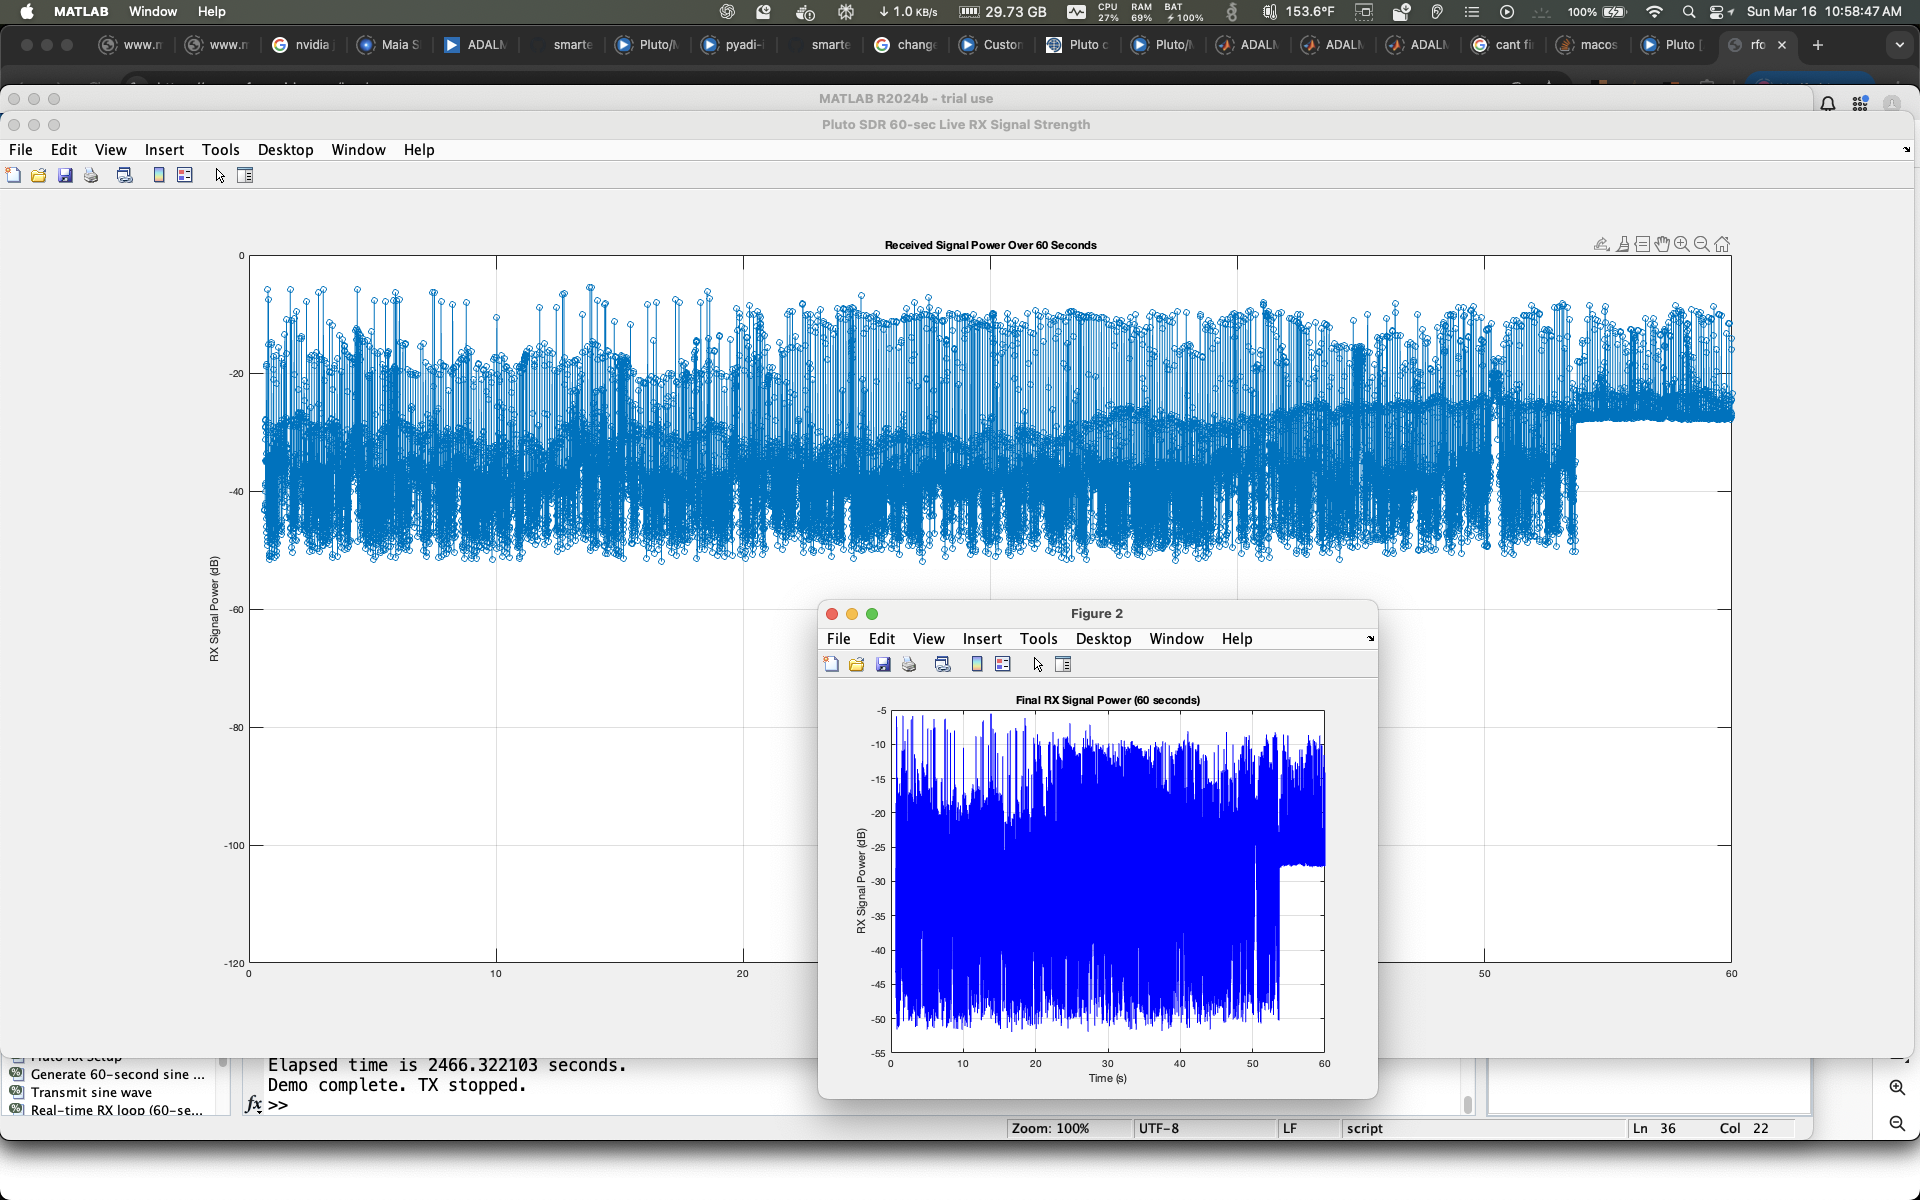 MATLAB Window Help
↓ 1.0 KB/s 29.73 GB CPU 27% RAM 69% BAT 100% 153.6°F 100% Sun Mar 16 10:58:47 AM
www.r www.r nvidia Maia S ADALM smarte Pluto/N pyadi-i smarte chang Custon Pluto c Pluto/N ADALM ADALM ADALM cant fi macos Pluto rfc
MATLAB R2024b - trial use
Pluto SDR 60-sec Live RX Signal Strength
File Edit View Insert Tools Desktop Window Help
Received Signal Power Over 60 Seconds
0
-20
-40
-60
-80
-100
-120
RX Signal Power (dB)
0 10 20 50 60
Figure 2
File Edit View Insert Tools Desktop Window Help
Final RX Signal Power (60 seconds)
-5
-10
-15
-20
-25
-30
-35
-40
-45
-50
-55
RX Signal Power (dB)
0 10 20 30 40 50 60
Time (s)
Pluto RX Setup
Generate 60-second sine ...
Transmit sine wave
Real-time RX loop (60-se...
Elapsed time is 2466.322103 seconds.
Demo complete. TX stopped.
fx >>
Zoom: 100% UTF-8 LF script Ln 36 Col 22